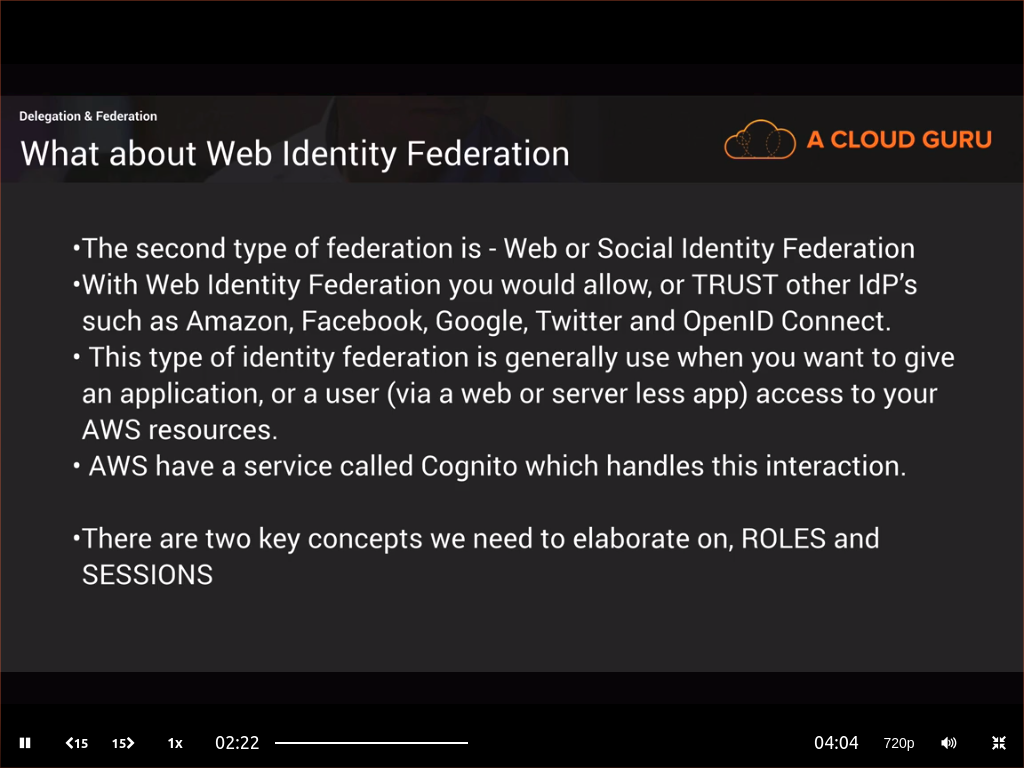 Delegation & Federation
What about Web Identity Federation
A CLOUD GURU
•The second type of federation is - Web or Social Identity Federation
•With Web Identity Federation you would allow, or TRUST other IdP’s
such as Amazon, Facebook, Google, Twitter and OpenID Connect.
• This type of identity federation is generally use when you want to give
an application, or a user (via a web or server less app) access to your
AWS resources.
• AWS have a service called Cognito which handles this interaction.
•There are two key concepts we need to elaborate on, ROLES and
SESSIONS
15 15 1x 02:22 04:04 720p